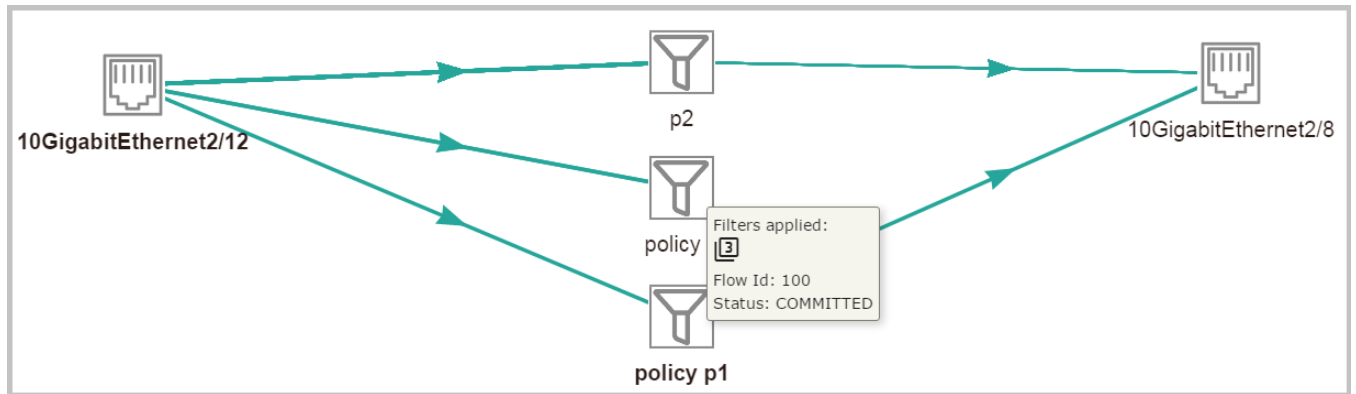 10GigabitEthernet2/12
p2
10GigabitEthernet2/8
policy
Filters applied:
3
Flow Id: 100
Status: COMMITTED
policy p1